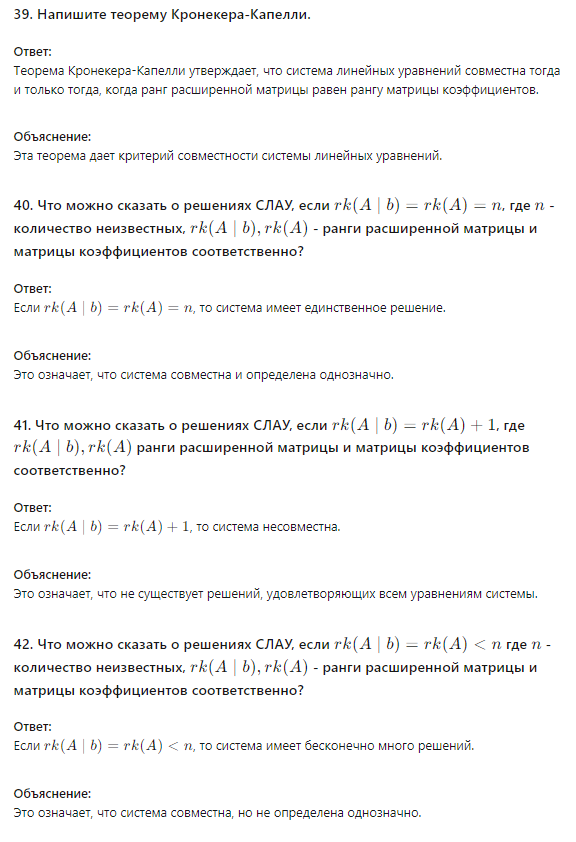 39. Напишите теорему Кронекера-Капелли.
Ответ:
Теорема Кронекера-Капелли утверждает, что система линейных уравнений совместна тогда
и только тогда, когда ранг расширенной матрицы равен рангу матрицы коэффициентов.
Объяснение:
Эта теорема дает критерий совместности системы линейных уравнений.
40. Что можно сказать о решениях СЛАУ, если rk(A | b) = rk(A) = n, где n -
количество неизвестных, rk(A | b), rk(A) - ранги расширенной матрицы и
матрицы коэффициентов соответственно?
Ответ:
Если rk(A | b) = rk(A) = n, то система имеет единственное решение.
Объяснение:
Это означает, что система совместна и определена однозначно.
41. Что можно сказать о решениях СЛАУ, если rk(A | b) = rk(A) + 1, где
rk(A | b), rk(A) ранги расширенной матрицы и матрицы коэффициентов
соответственно?
Ответ:
Если rk(A | b) = rk(A) + 1, то система несовместна.
Объяснение:
Это означает, что не существует решений, удовлетворяющих всем уравнениям системы.
42. Что можно сказать о решениях СЛАУ, если rk(A | b) = rk(A) < n где n -
количество неизвестных, rk(A | b), rk(A) - ранги расширенной матрицы и
матрицы коэффициентов соответственно?
Ответ:
Если rk(A | b) = rk(A) < n, то система имеет бесконечно много решений.
Объяснение:
Это означает, что система совместна, но не определена однозначно.